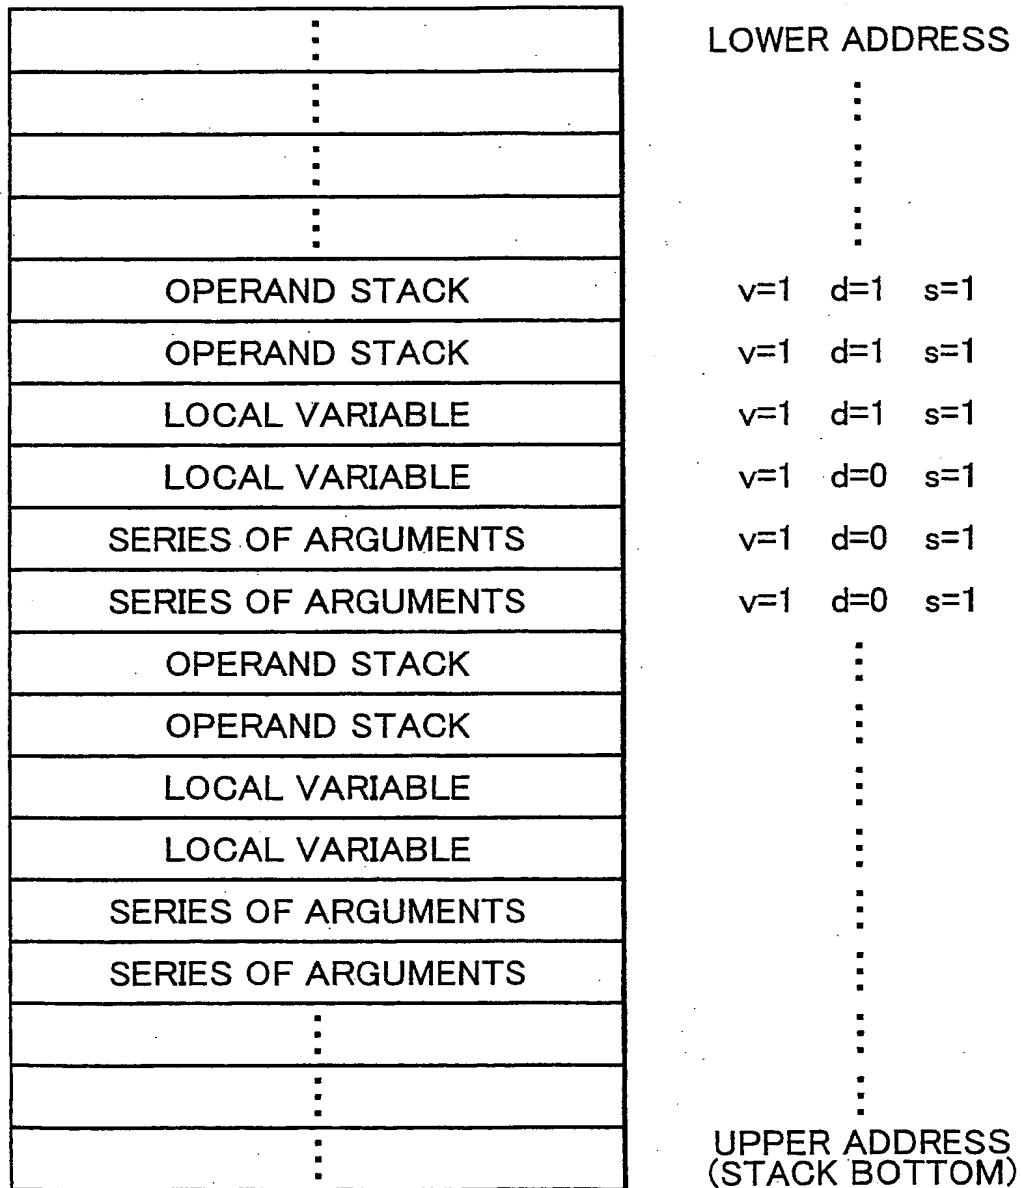 LOWER ADDRESS
OPERAND STACK v=1 d=1 s=1
OPERAND STACK v=1 d=1 s=1
LOCAL VARIABLE v=1 d=1 s=1
LOCAL VARIABLE v=1 d=0 s=1
SERIES OF ARGUMENTS v=1 d=0 s=1
SERIES OF ARGUMENTS v=1 d=0 s=1
OPERAND STACK
OPERAND STACK
LOCAL VARIABLE
LOCAL VARIABLE
SERIES OF ARGUMENTS
SERIES OF ARGUMENTS
UPPER ADDRESS
(STACK BOTTOM)